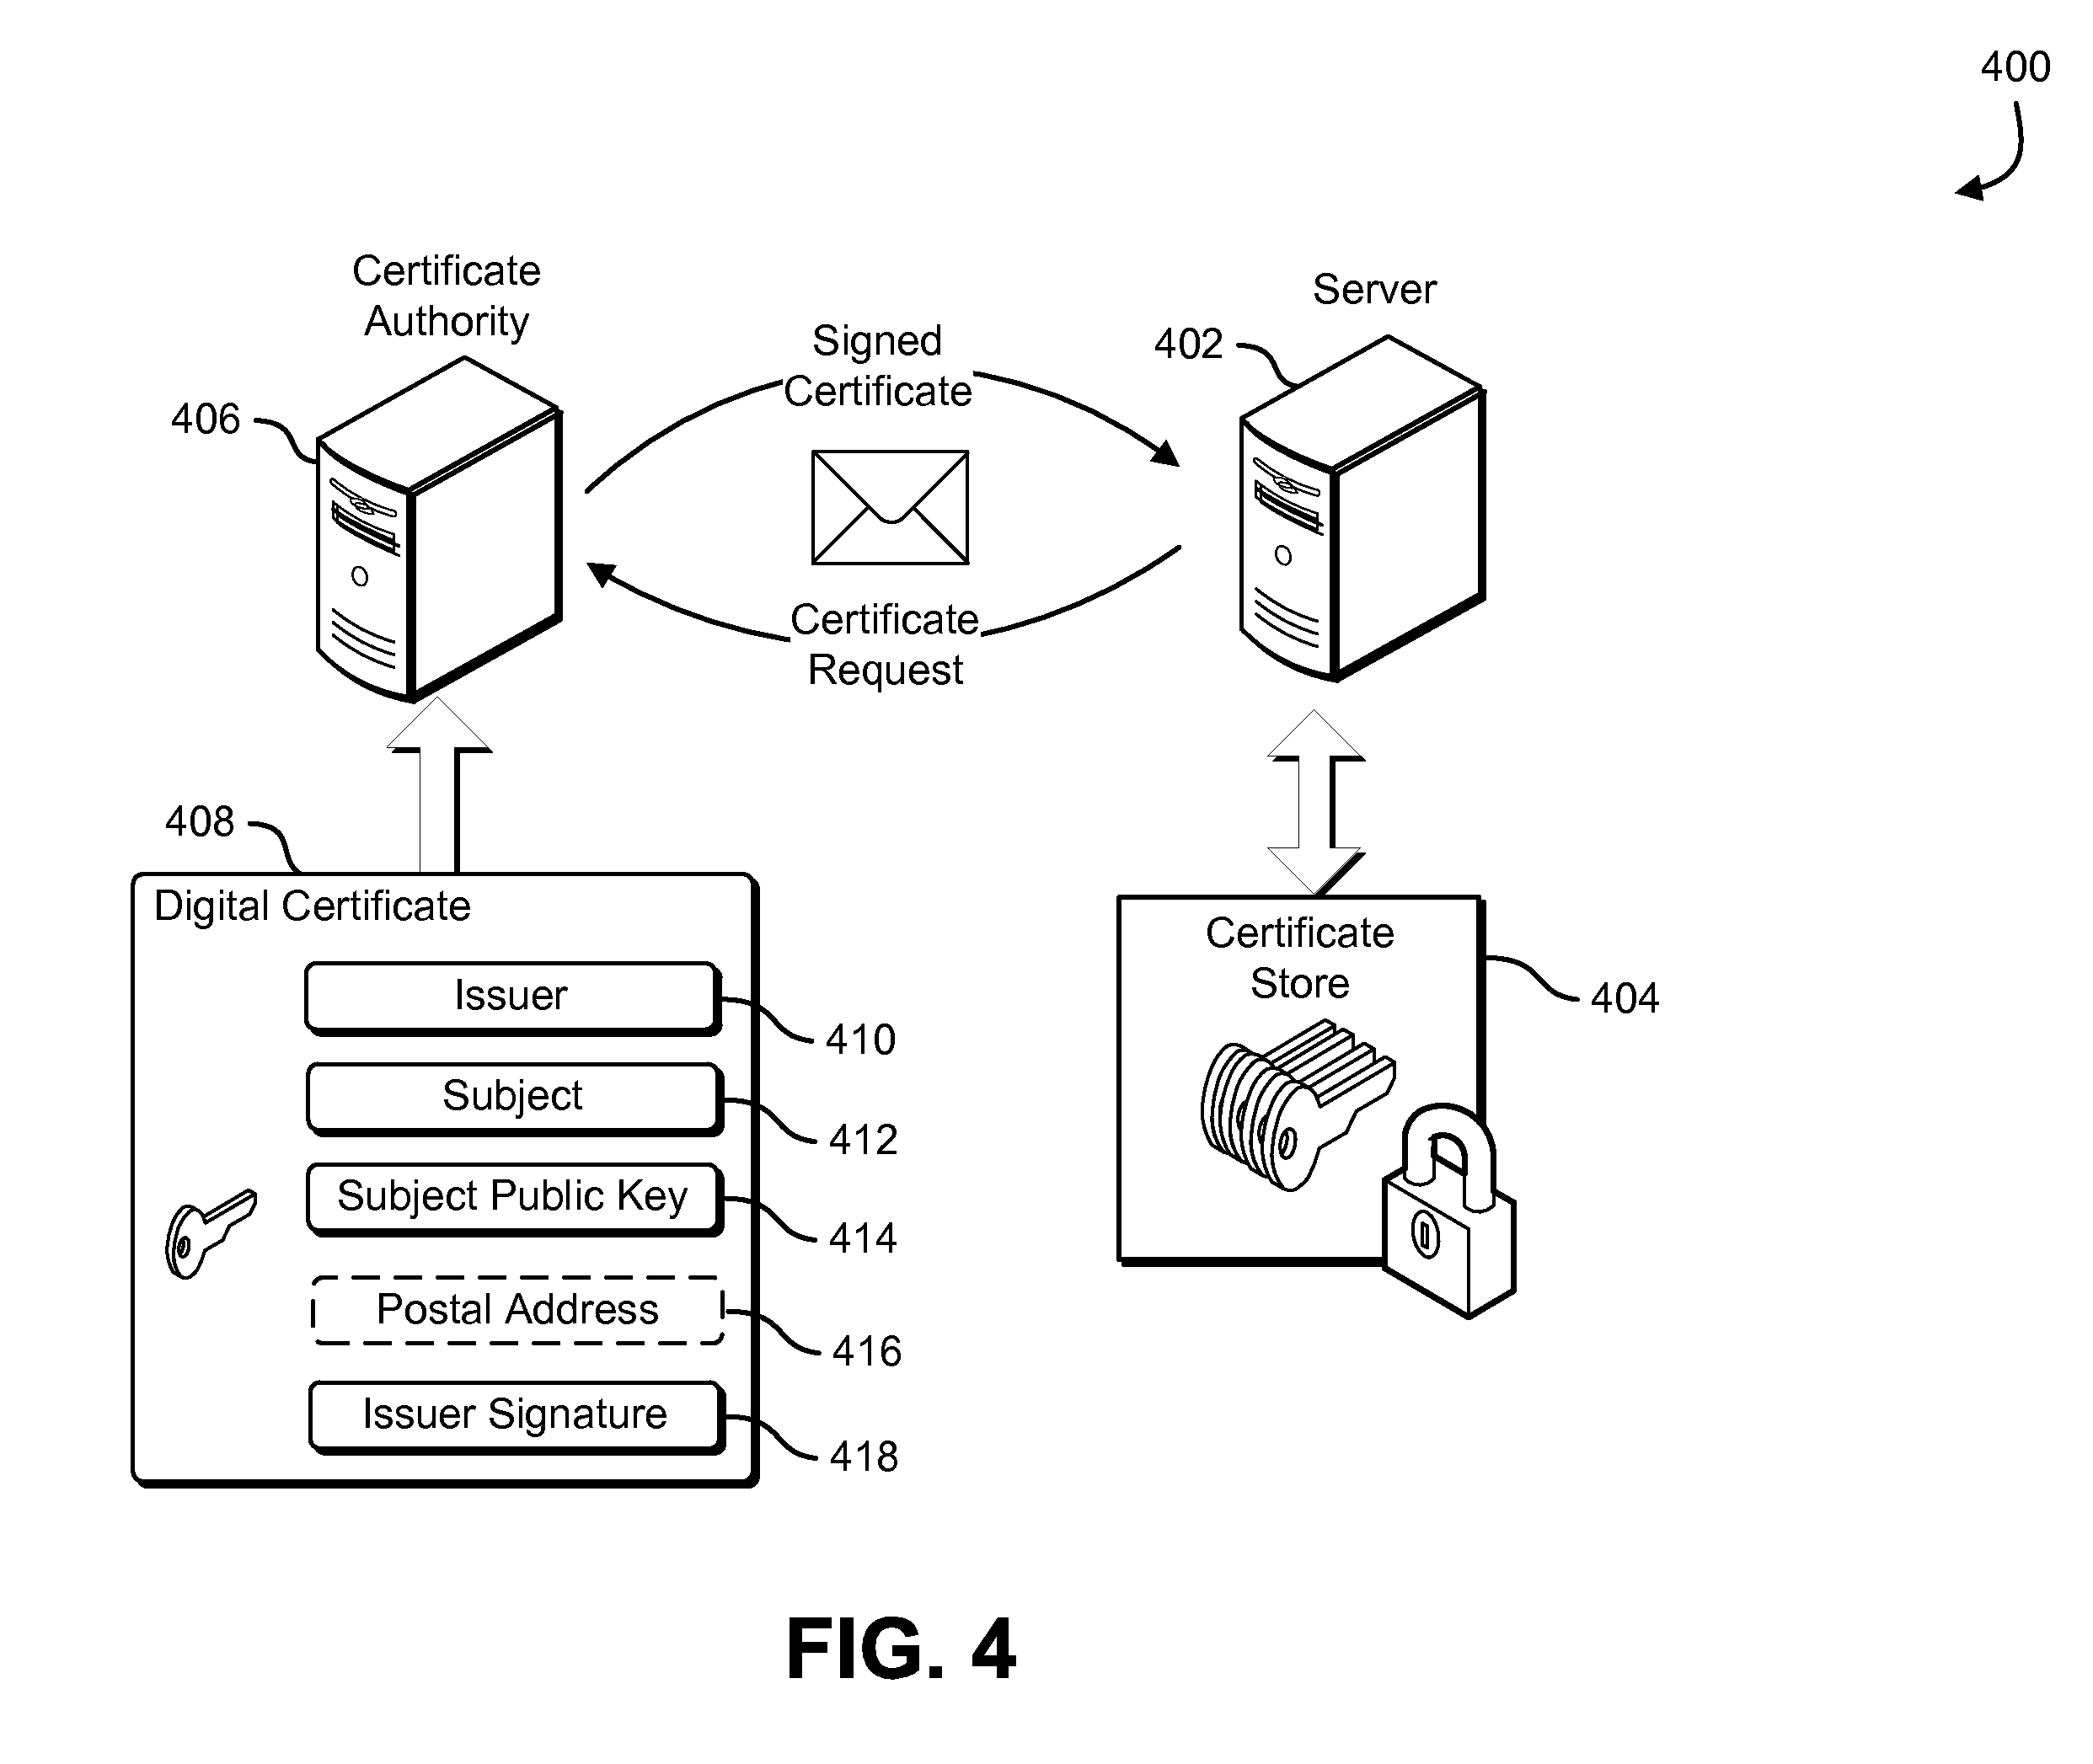 400
Certificate
Authority
Server
Signed
Certificate
402
406
Certificate
Request
408
Digital Certificate
Certificate
Store
Issuer
404
410
Subject
412
Subject Public Key
414
Postal Address
416
Issuer Signature
418
FIG. 4